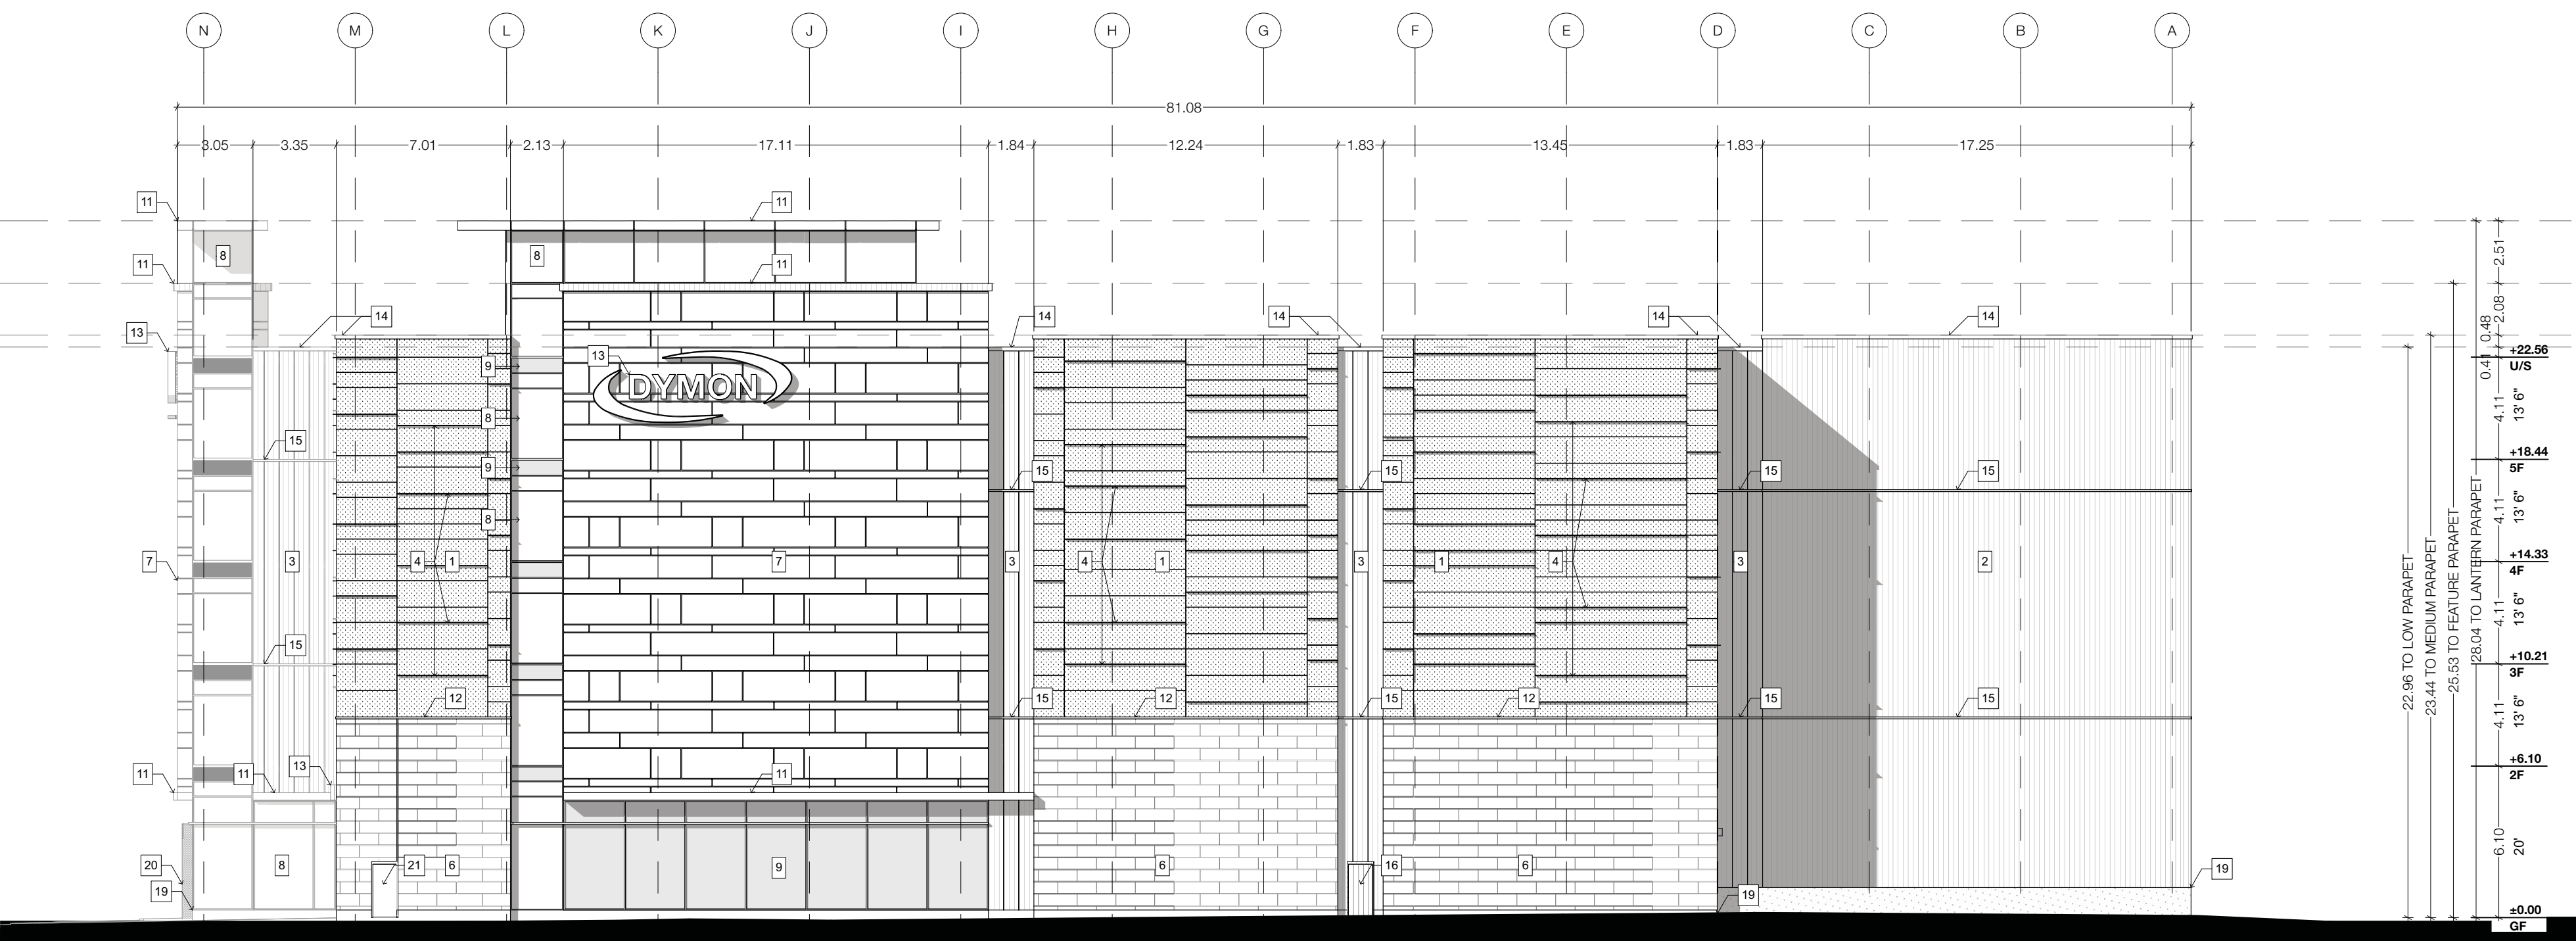 N M L K J I H G F E D C B A
81.08
3.05 3.35 7.01 2.13 17.11 1.84 12.24 1.83 13.45 1.83 17.25
11 11
8 8 11 11
13 14 14 14 14 14
13 DYMON
9
8
15 9 15 15 15 15
8
7 3 4 1 7 3 4 1 3 1 4 3 2
15
12 15 12 15 12 15 15
11 11 13 11
20 8 21 6 9 6 16 6 19
19 19
22.96 TO LOW PARAPET
23.44 TO MEDIUM PARAPET
25.53 TO FEATURE PARAPET
28.04 TO LANTERN PARAPET
2.51
2.08
0.48
0.41
+22.56
U/S
4.11
13' 6"
+18.44
5F
4.11
13' 6"
+14.33
4F
4.11
13' 6"
+10.21
3F
4.11
13' 6"
+6.10
2F
6.10
20'
±0.00
GF